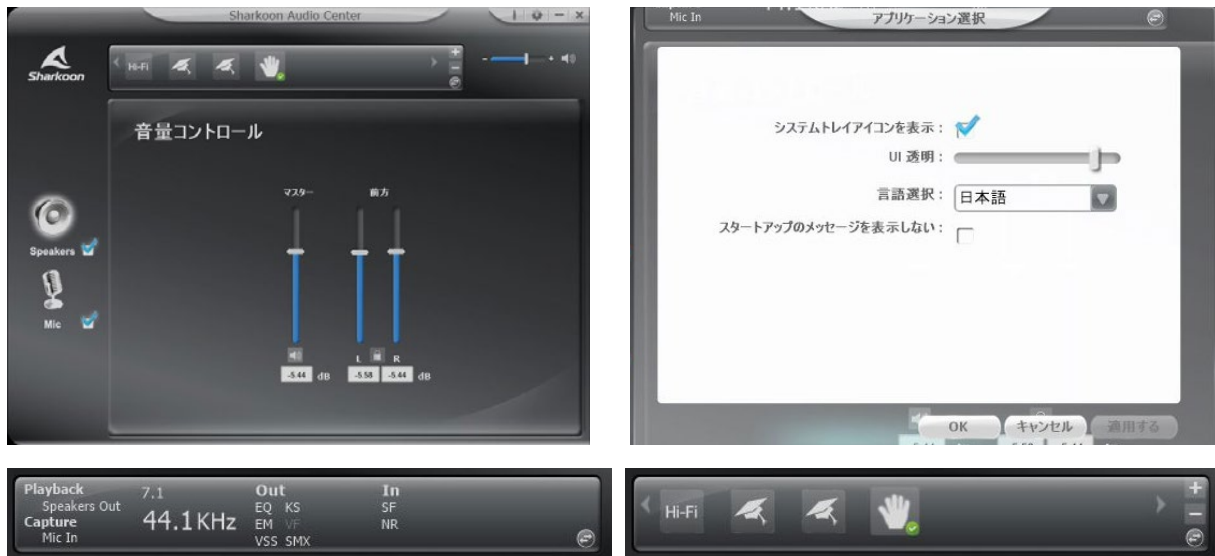 Sharkoon Audio Center
Sharkoon
Hi-Fi
音量コントロール
マスター 前方
Speakers
Mic
L R
-5.44 dB -5.58 -5.44 dB
Mic In
アプリケーション選択
システムトレイアイコンを表示：
UI 透明：
言語選択： 日本語
スタートアップのメッセージを表示しない：
OK キャンセル 適用する
Playback 7.1 Out In
Speakers Out EQ KS SF
Capture 44.1 KHz EM VF NR
Mic In VSS SMX
Hi-Fi